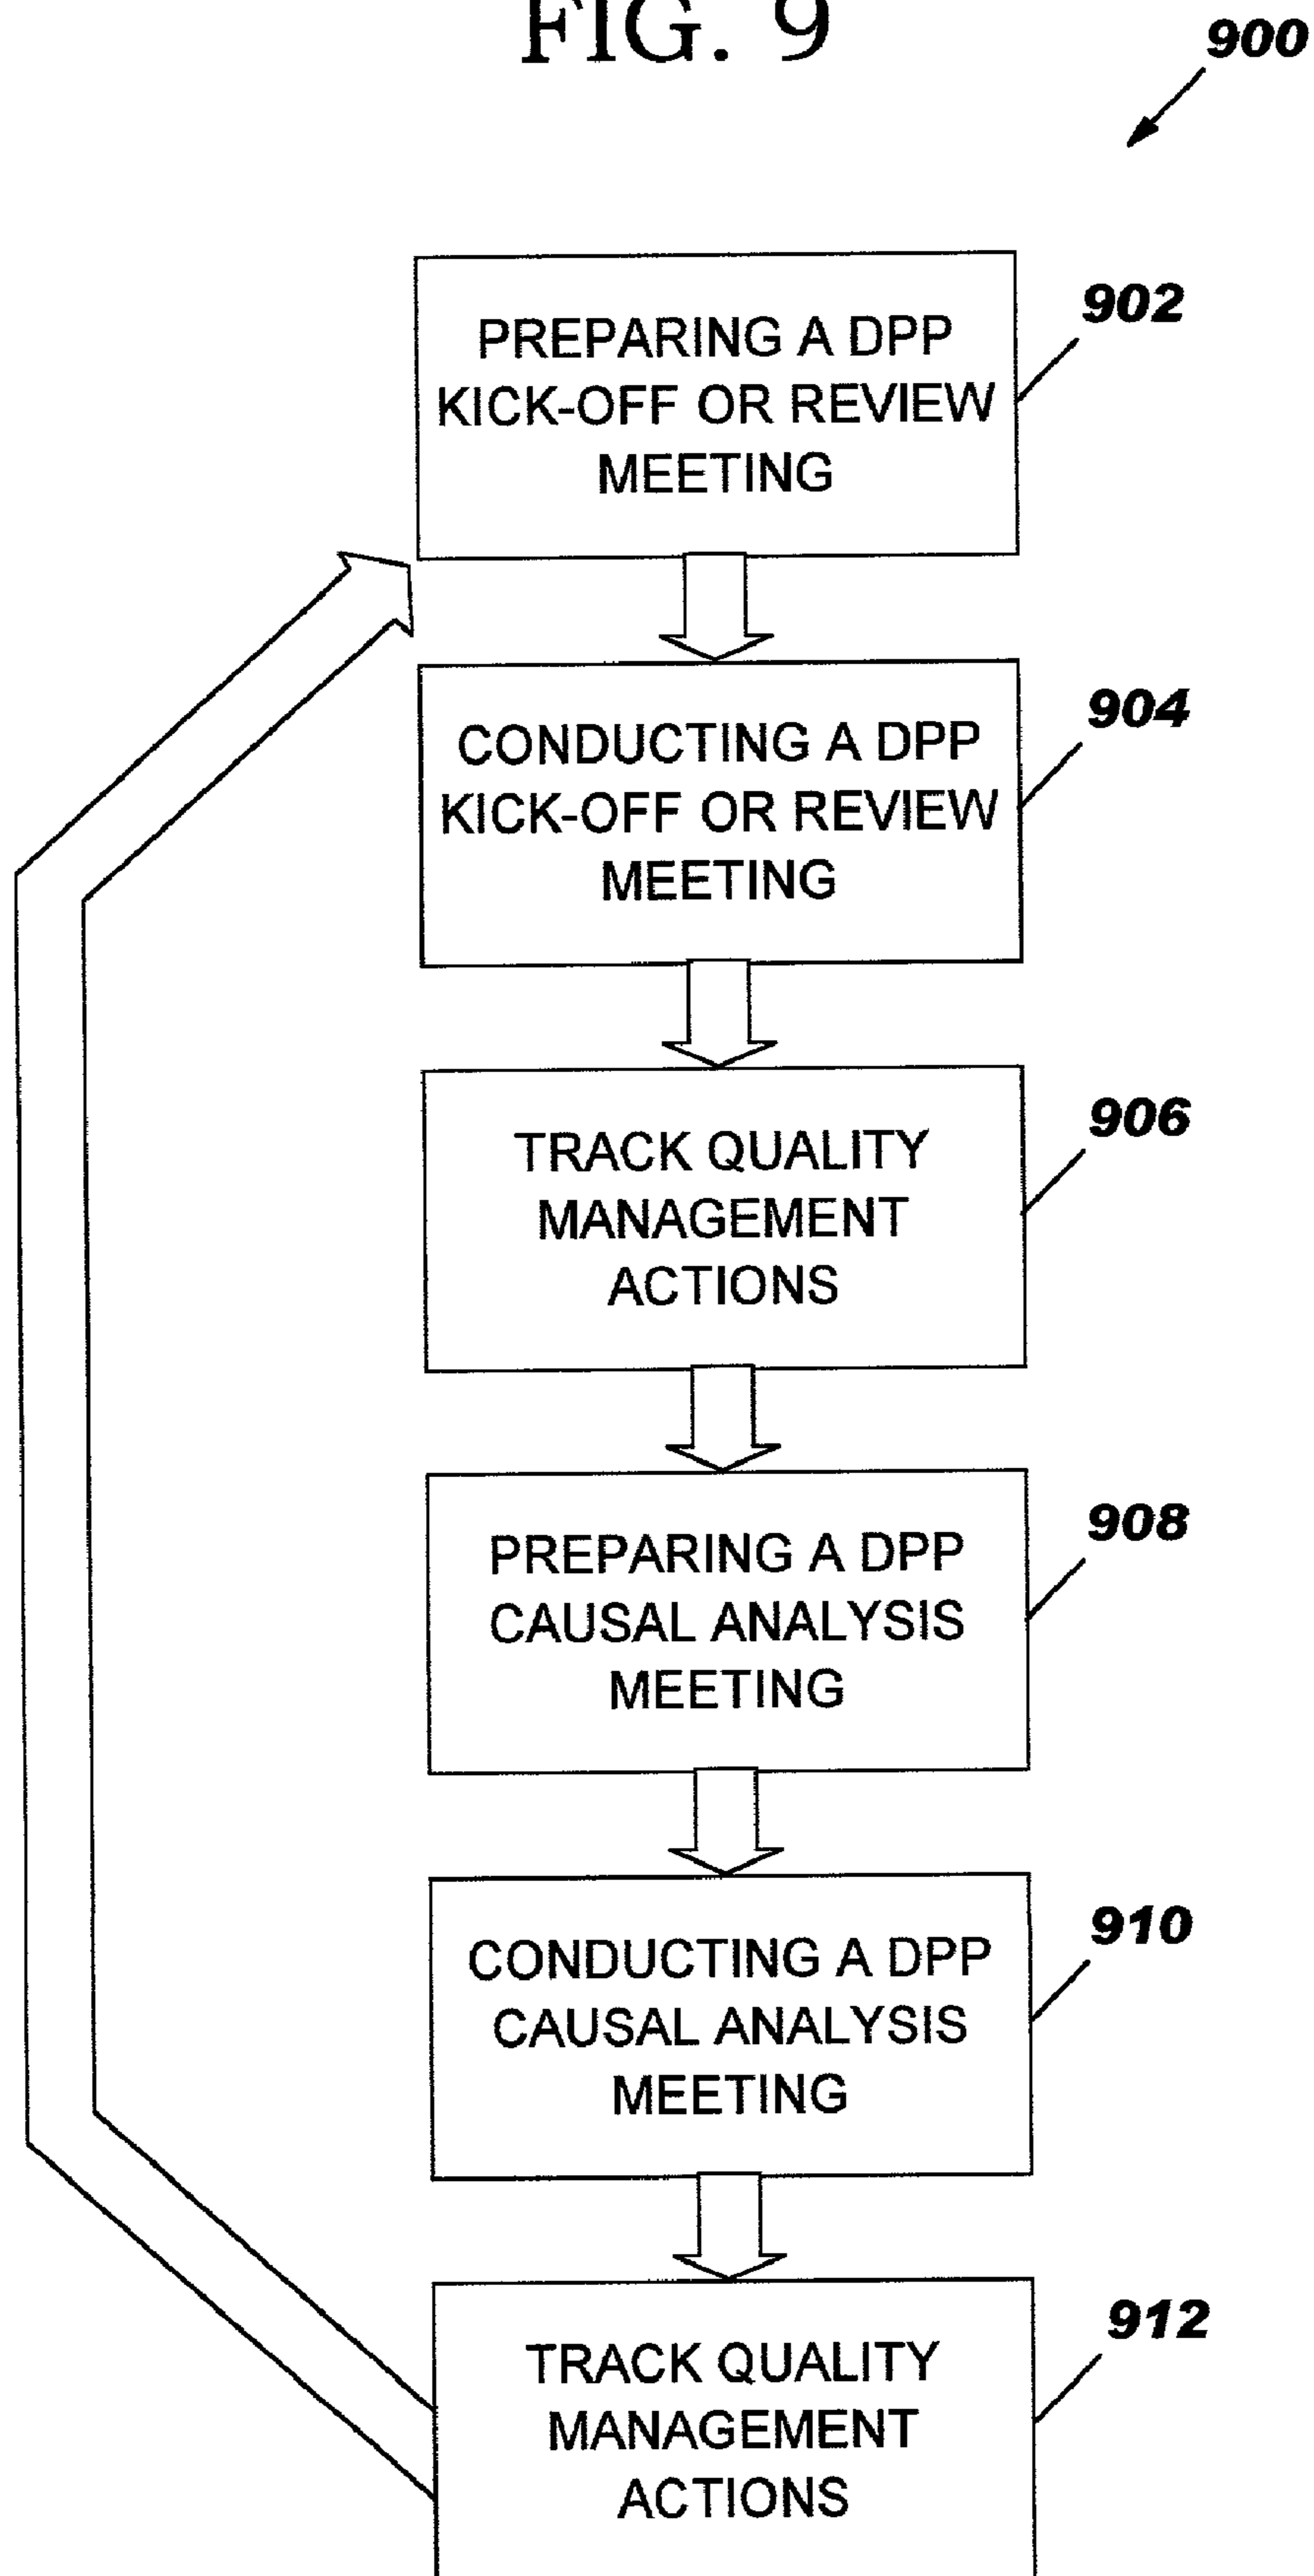 FIG. 9
900
PREPARING A DPP
KICK-OFF OR REVIEW
MEETING
902
CONDUCTING A DPP
KICK-OFF OR REVIEW
MEETING
904
TRACK QUALITY
MANAGEMENT
ACTIONS
906
PREPARING A DPP
CAUSAL ANALYSIS
MEETING
908
CONDUCTING A DPP
CAUSAL ANALYSIS
MEETING
910
TRACK QUALITY
MANAGEMENT
ACTIONS
912